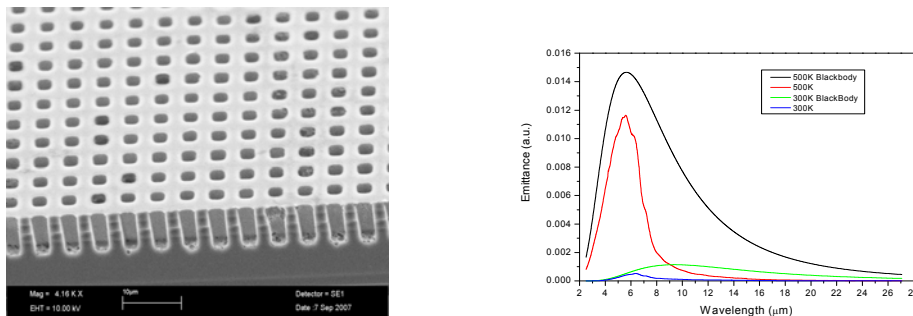 Mag = 4.16 K X
10µm
Detector = SE1
EHT = 10.00 kV
Date :7 Sep 2007
0.016
0.014
0.012
0.010
0.008
0.006
0.004
0.002
0.000
Emittance (a.u.)
500K Blackbody
500K
300K BlackBody
300K
2 4 6 8 10 12 14 16 18 20 22 24 26 28
Wavelength (µm)